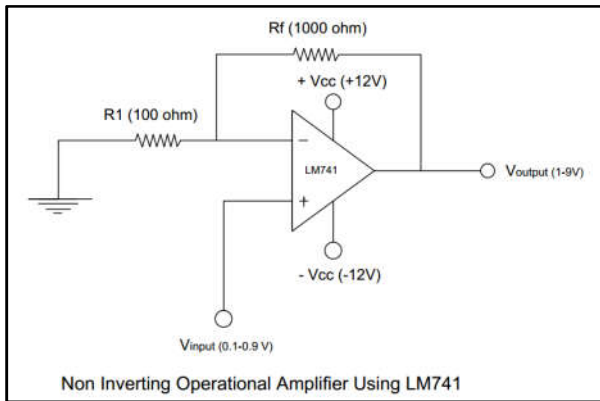 Rf (1000 ohm)
+ Vcc (+12V)
R1 (100 ohm)
−
LM741
Voutput (1-9V)
+
- Vcc (-12V)
Vinput (0.1-0.9 V)
Non Inverting Operational Amplifier Using LM741